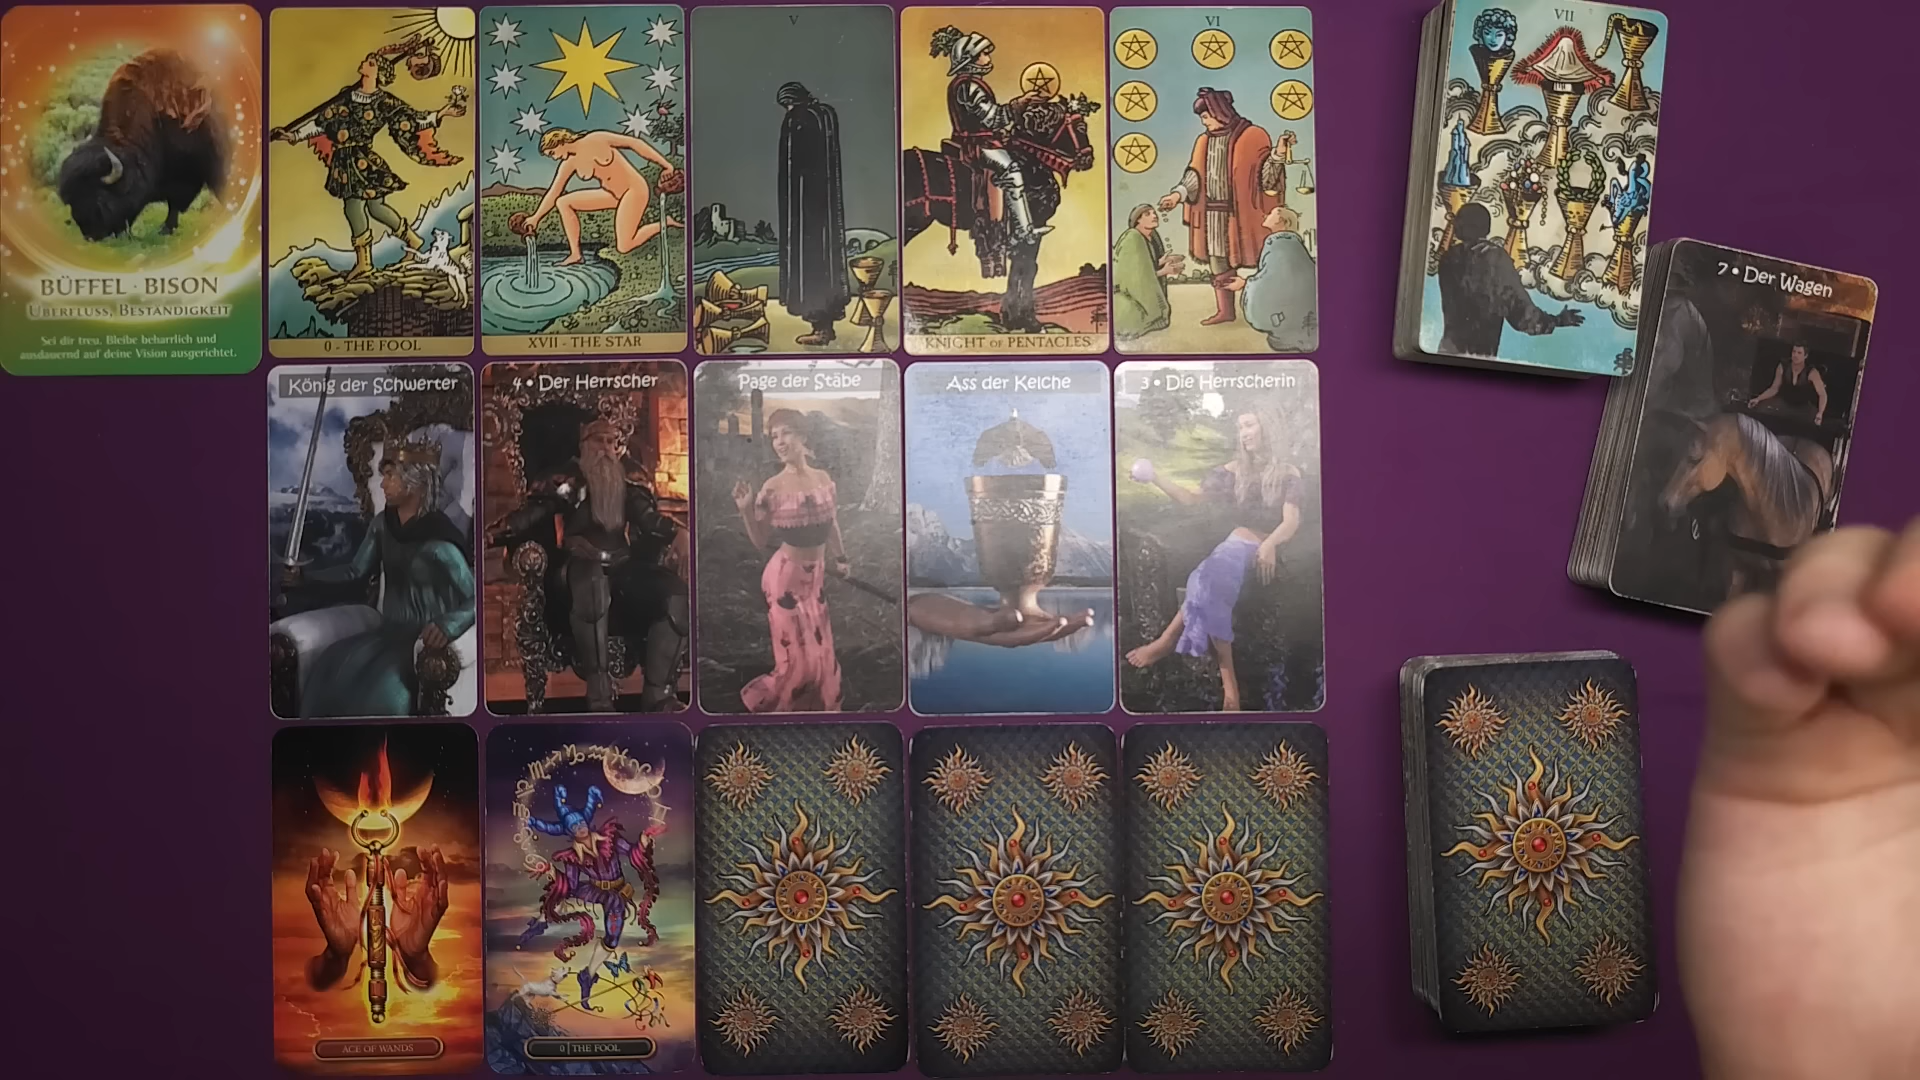 BÜFFEL · BISON
ÜBERFLUSS, BESTÄNDIGKEIT
Sei dir treu. Bleibe beharrlich und
ausdauernd auf deine Vision ausgerichtet.
0 - THE FOOL
XVII - THE STAR
V
KNIGHT OF PENTACLES
VI
VII
7 • Der Wagen
König der Schwerter
4 • Der Herrscher
Page der Stäbe
Ass der Kelche
3 • Die Herrscherin
ACE OF WANDS
0 | THE FOOL